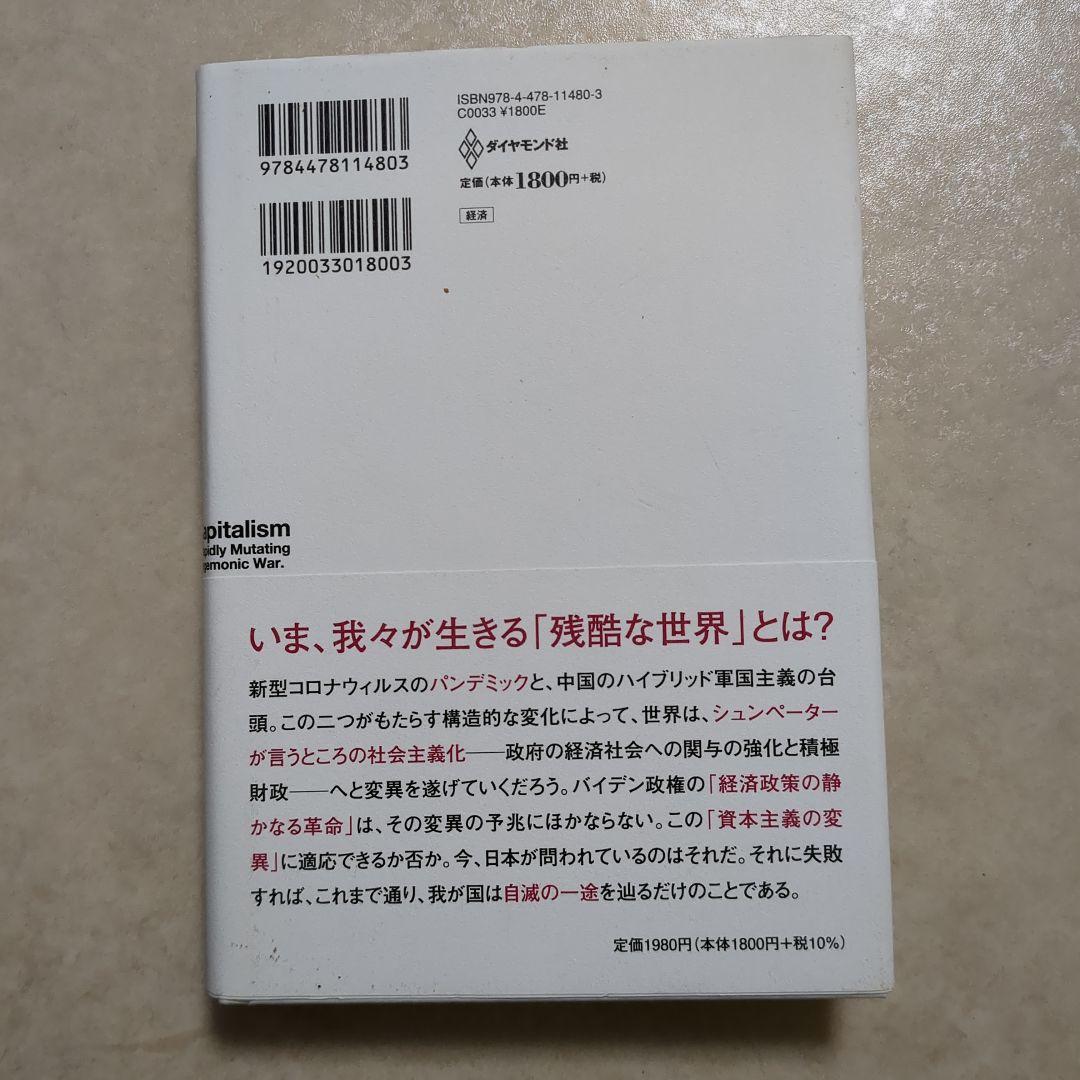 9784478114803
1920033018003
ISBN978-4-478-11480-3
C0033 ¥1800E
ダイヤモンド社
定価(本体1800円+税)
経済
apitalism
pidly Mutating
gemonic War.
いま、我々が生きる「残酷な世界」とは?
新型コロナウィルスのパンデミックと、中国のハイブリッド軍国主義の台
頭。この二つがもたらす構造的な変化によって、世界は、シュンペーター
が言うところの社会主義化――政府の経済社会への関与の強化と積極
財政――へと変異を遂げていくだろう。バイデン政権の「経済政策の静
かなる革命」は、その変異の予兆にほかならない。この「資本主義の変
異」に適応できるか否か。今、日本が問われているのはそれだ。それに失敗
すれば、これまで通り、我が国は自滅の一途を辿るだけのことである。
定価1980円(本体1800円+税10%)